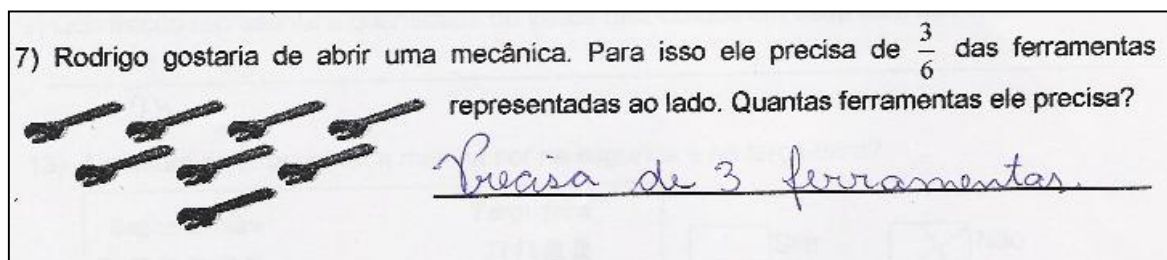 7) Rodrigo gostaria de abrir uma mecânica. Para isso ele precisa de 3/6 das ferramentas
representadas ao lado. Quantas ferramentas ele precisa?
Precisa de 3 ferramentas.